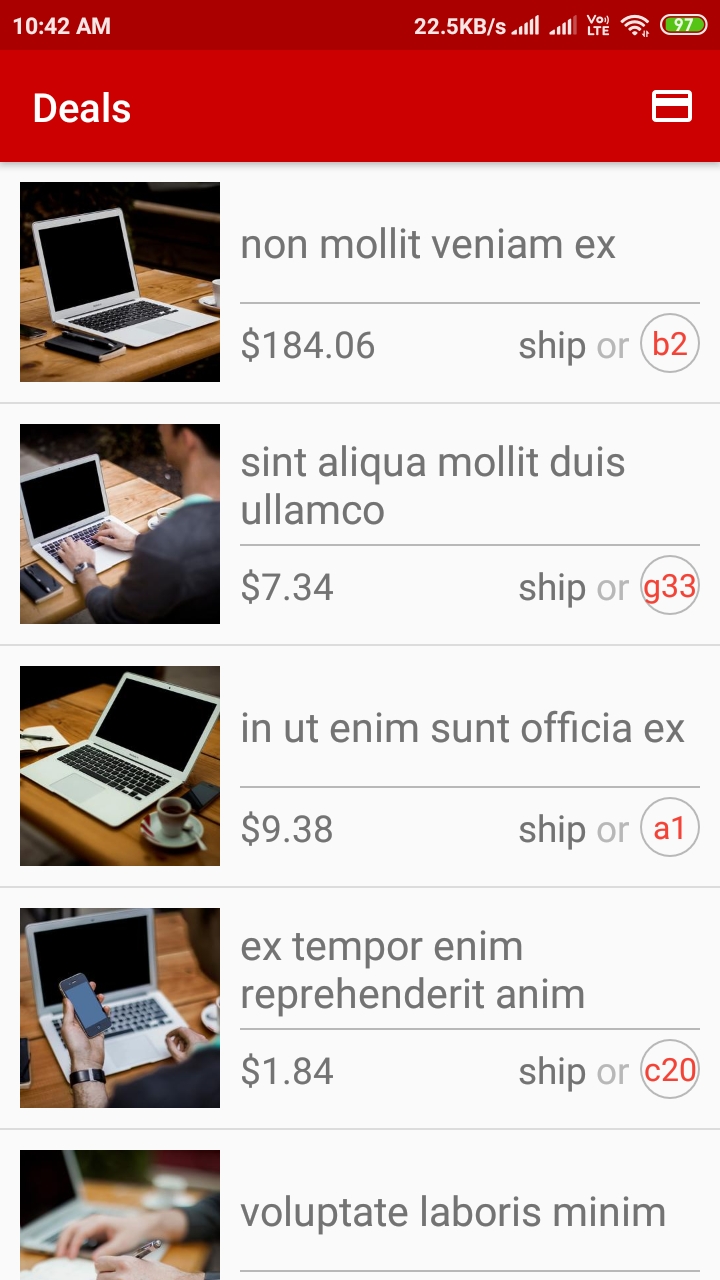 10:42 AM 22.5KB/s Vo) LTE 97
Deals
non mollit veniam ex
$184.06 ship or b2
sint aliqua mollit duis
ullamco
$7.34 ship or g33
in ut enim sunt officia ex
$9.38 ship or a1
ex tempor enim
reprehenderit anim
$1.84 ship or c20
voluptate laboris minim